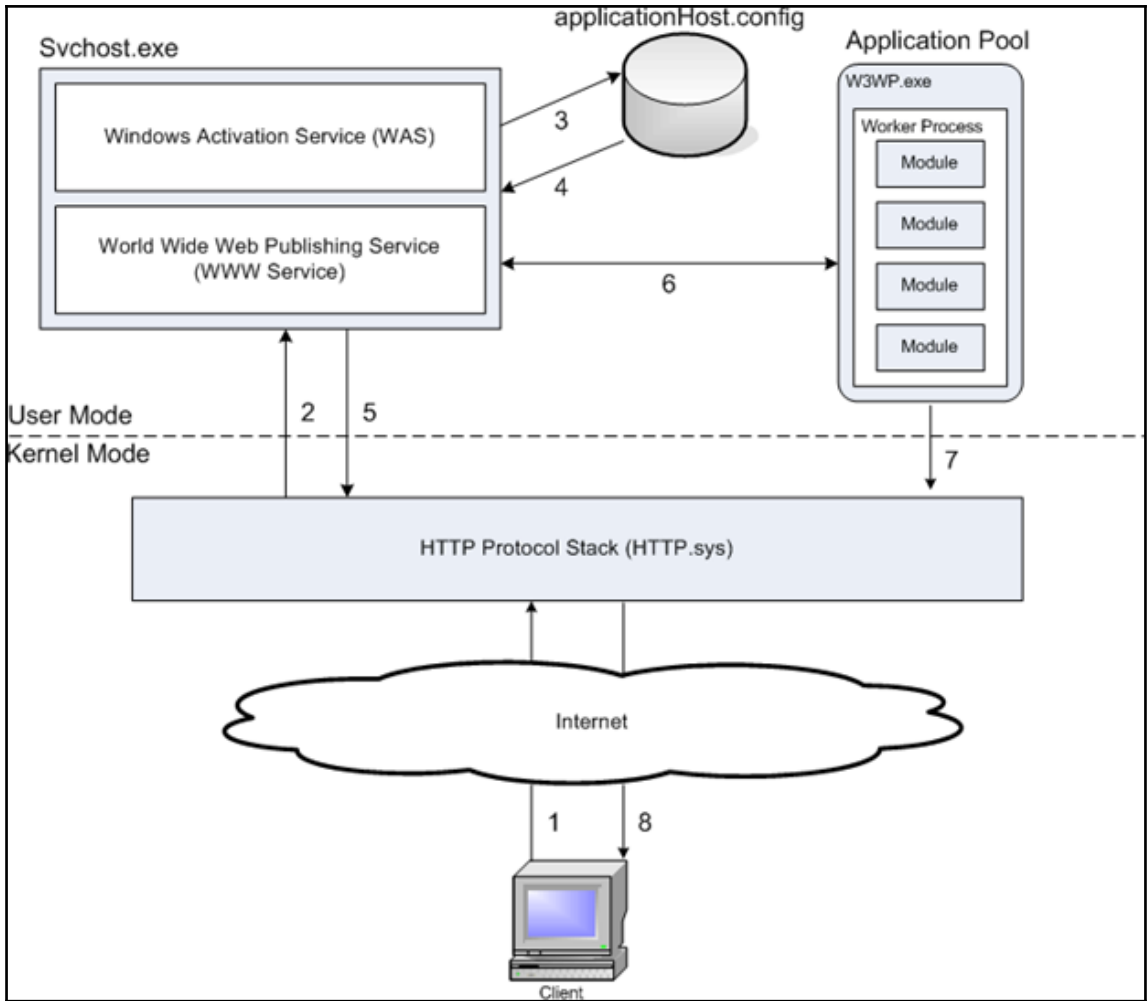 applicationHost.config
Svchost.exe
Application Pool
W3WP.exe
Windows Activation Service (WAS)
3
Worker Process
Module
4
Module
World Wide Web Publishing Service
(WWW Service)
6
Module
Module
User Mode
2
5
Kernel Mode
7
HTTP Protocol Stack (HTTP.sys)
Internet
1
8
Client